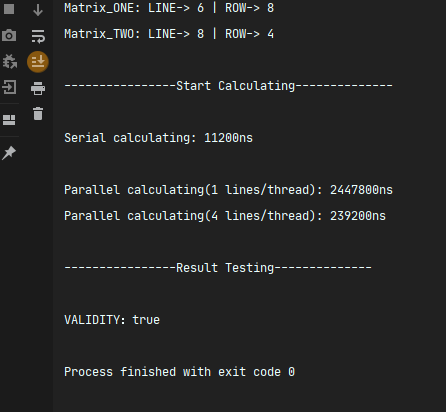 Matrix_ONE: LINE-> 6 | ROW-> 8
Matrix_TWO: LINE-> 8 | ROW-> 4
----------------Start Calculating--------------
Serial calculating: 11200ns
Parallel calculating(1 lines/thread): 2447800ns
Parallel calculating(4 lines/thread): 239200ns
----------------Result Testing--------------
VALIDITY: true
Process finished with exit code 0